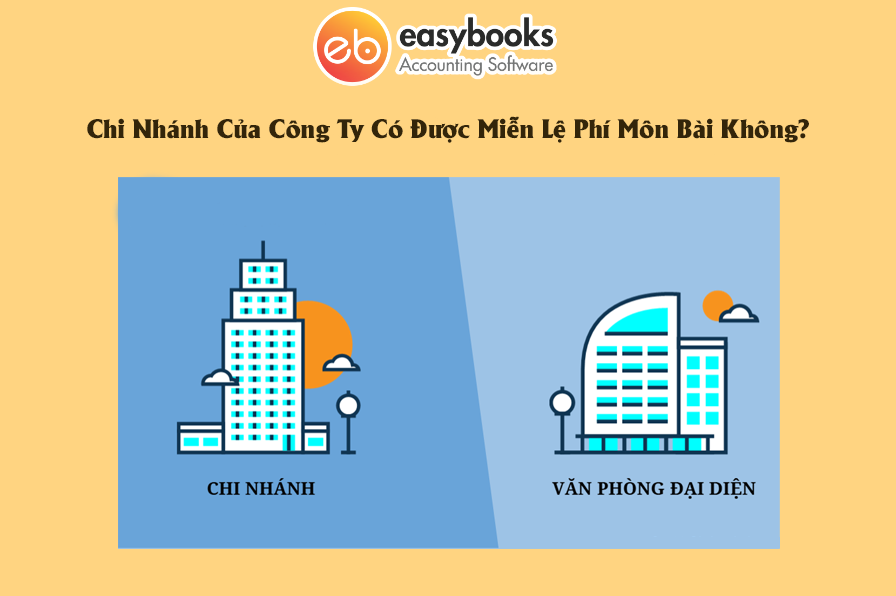 eb easybooks
Accounting Software
Chi Nhánh Của Công Ty Có Được Miễn Lệ Phí Môn Bài Không?
CHI NHÁNH
VĂN PHÒNG ĐẠI DIỆN